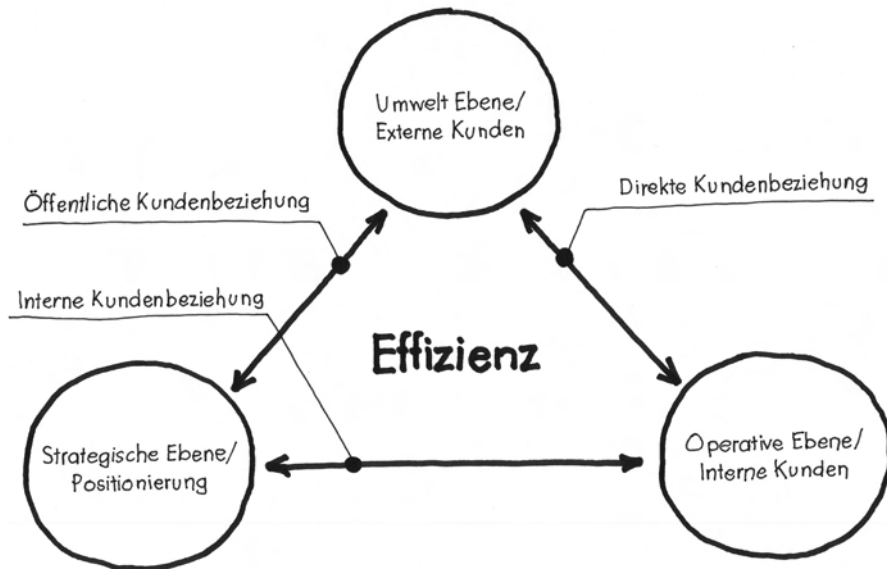 Umwelt Ebene/
Externe Kunden
Öffentliche Kundenbeziehung
Direkte Kundenbeziehung
Interne Kundenbeziehung
Effizienz
Strategische Ebene/
Positionierung
Operative Ebene/
Interne Kunden